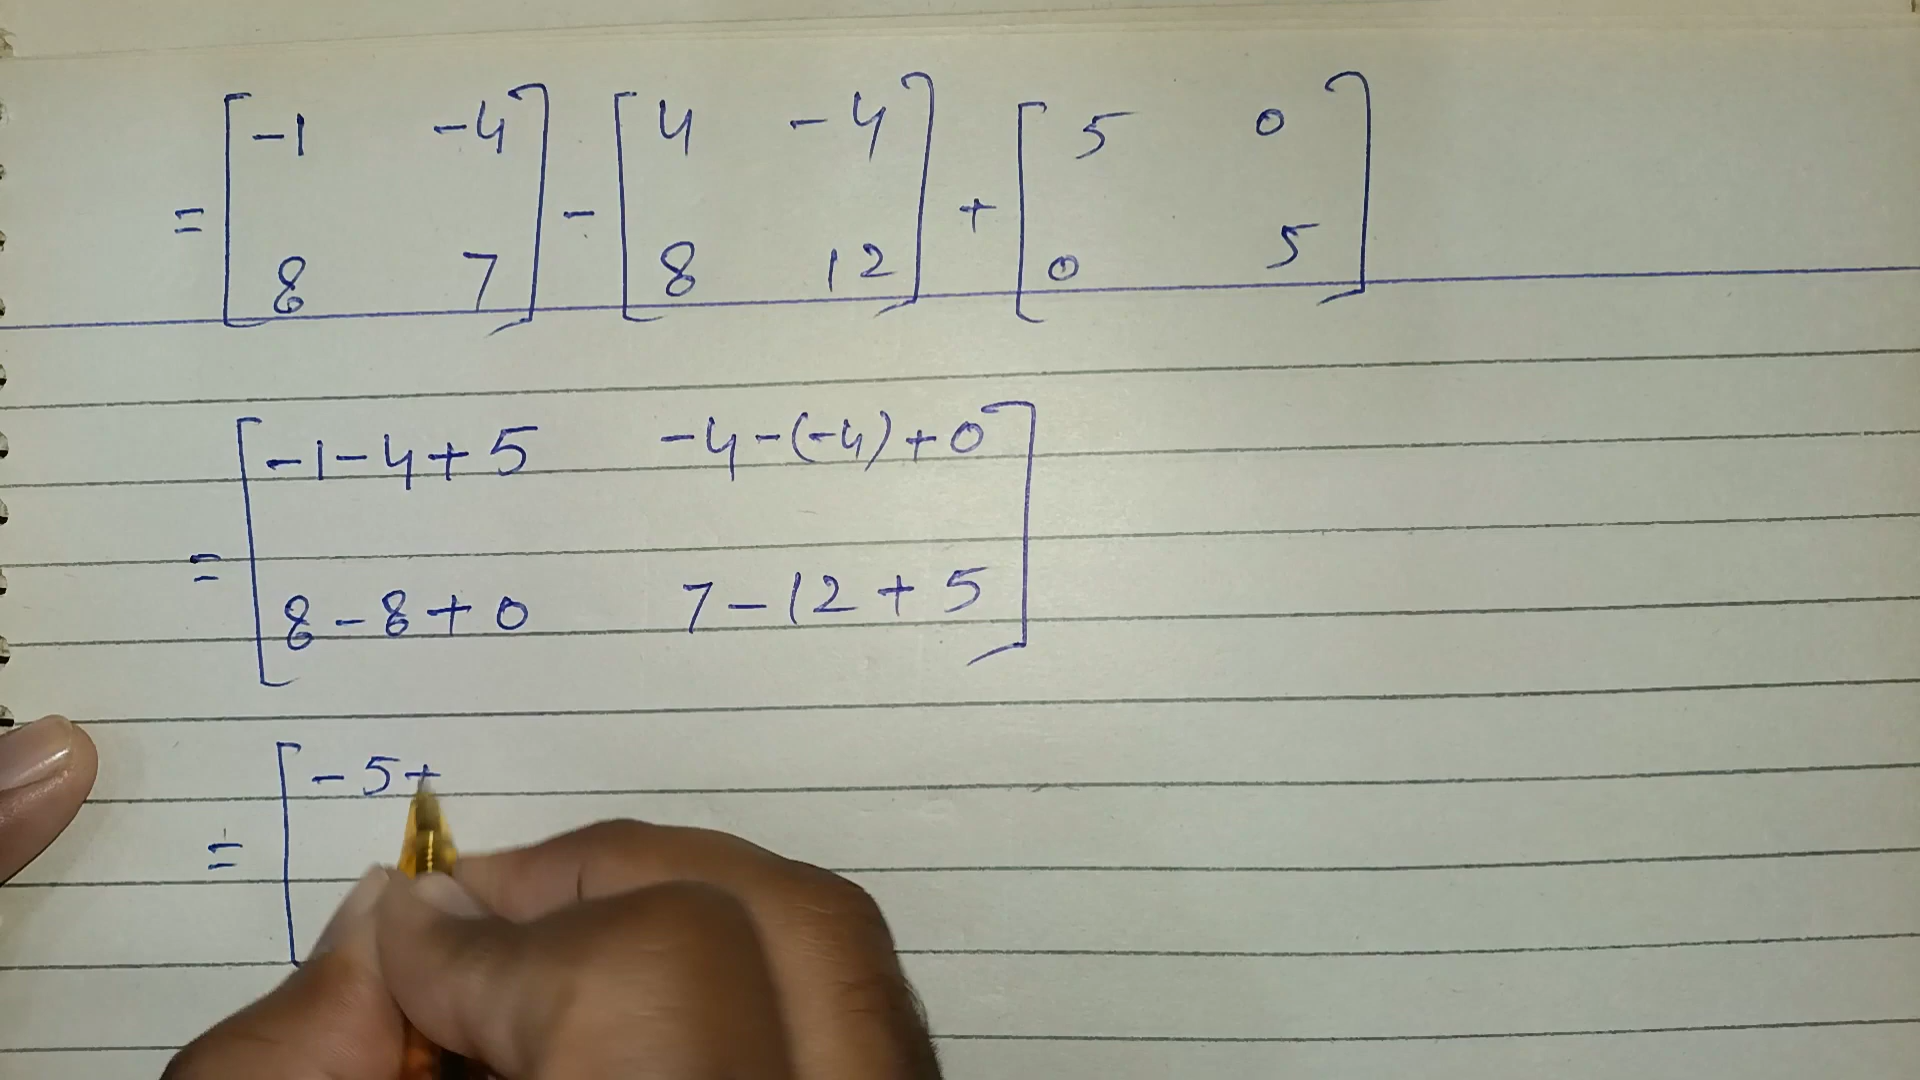 = [ -1 -4 8 7 ] - [ 4 -4 8 12 ] + [ 5 0 0 5 ]
= [ -1-4+5 -4-(-4)+0 8-8+0 7-12+5 ]
= [ -5+